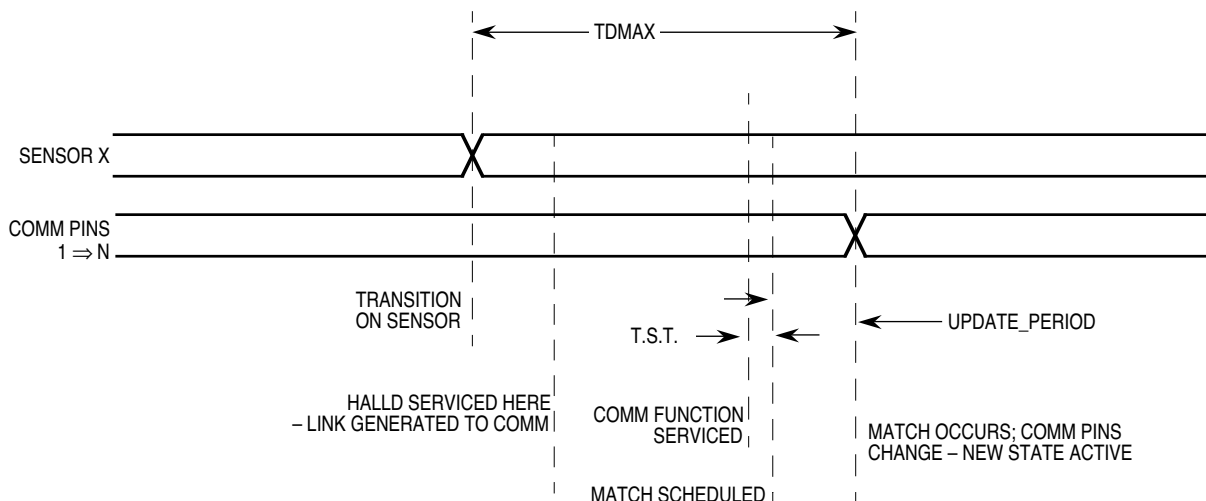 TDMAX
SENSOR X
COMM PINS
1 ⇒ N
TRANSITION
ON SENSOR
UPDATE_PERIOD
T.S.T.
HALLD SERVICED HERE
– LINK GENERATED TO COMM
COMM FUNCTION
SERVICED
MATCH OCCURS; COMM PINS
CHANGE – NEW STATE ACTIVE
MATCH SCHEDULED